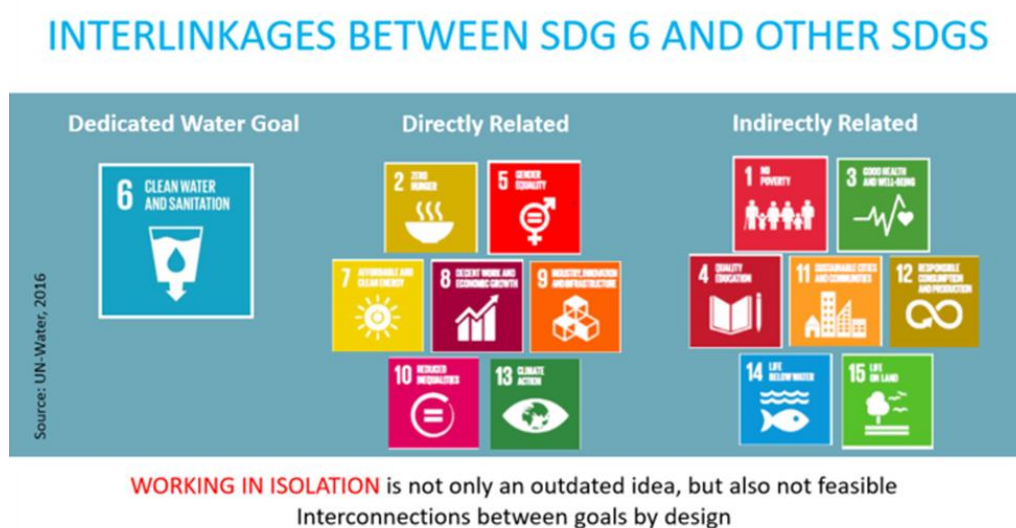 INTERLINKAGES BETWEEN SDG 6 AND OTHER SDGS
Dedicated Water Goal
6 CLEAN WATER
AND SANITATION
Directly Related
2 ZERO
HUNGER
5 GENDER
EQUALITY
7 AFFORDABLE AND
CLEAN ENERGY
8 DECENT WORK AND
ECONOMIC GROWTH
9 INDUSTRY, INNOVATION
AND INFRASTRUCTURE
10 REDUCED
INEQUALITIES
13 CLIMATE
ACTION
Indirectly Related
1 NO
POVERTY
3 GOOD HEALTH
AND WELL-BEING
4 QUALITY
EDUCATION
11 SUSTAINABLE CITIES
AND COMMUNITIES
12 RESPONSIBLE
CONSUMPTION
AND PRODUCTION
14 LIFE
BELOW WATER
15 LIFE
ON LAND
Source: UN-Water, 2016
WORKING IN ISOLATION is not only an outdated idea, but also not feasible
Interconnections between goals by design